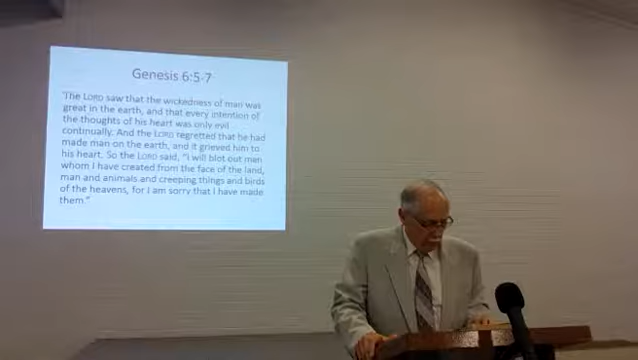 Genesis 6:5-7
"The LORD saw that the wickedness of man was
great in the earth, and that every intention of
the thoughts of his heart was only evil
continually. And the LORD regretted that he had
made man on the earth, and it grieved him to
his heart. So the LORD said, "I will blot out man
whom I have created from the face of the land,
man and animals and creeping things and birds
of the heavens, for I am sorry that I have made
them."